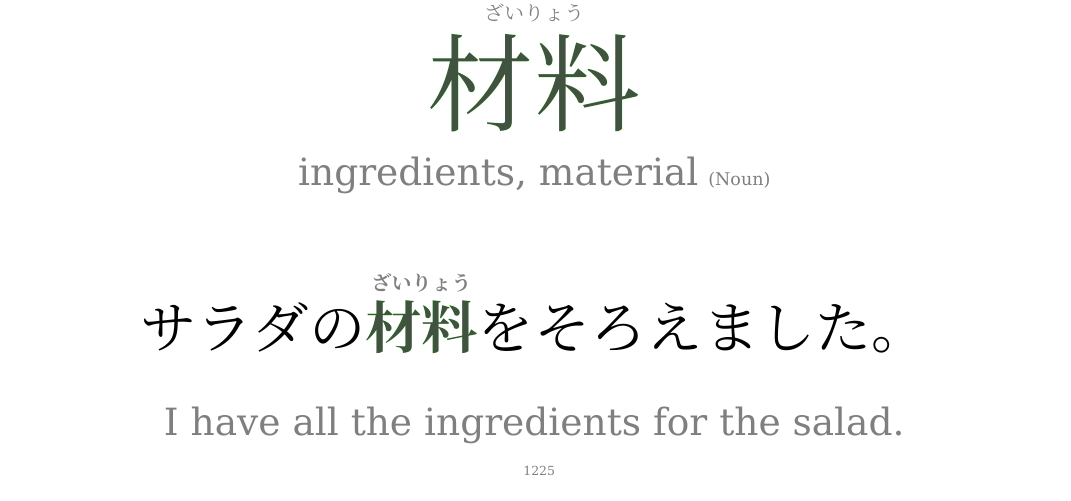 ざいりょう
材料
ingredients, material (Noun)
ざいりょう
サラダの材料をそろえました。
I have all the ingredients for the salad.
1225